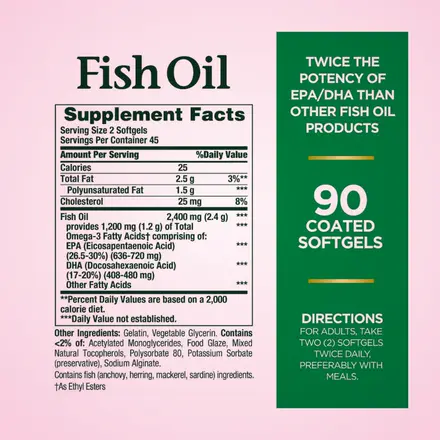 Fish Oil
Supplement Facts
Serving Size 2 Softgels
Servings Per Container 45
Amount Per Serving %Daily Value
Calories 25
Total Fat 2.5 g 3%**
Polyunsaturated Fat 1.5 g ***
Cholesterol 25 mg 8%
Fish Oil 2,400 mg (2.4 g) ***
provides 1,200 mg (1.2 g) of Total ***
Omega-3 Fatty Acids† comprising of:
EPA (Eicosapentaenoic Acid) ***
(26.5-30%) (636-720 mg)
DHA (Docosahexaenoic Acid) ***
(17-20%) (408-480 mg)
Other Fatty Acids ***
**Percent Daily Values are based on a 2,000
calorie diet.
***Daily Value not established.
Other Ingredients: Gelatin, Vegetable Glycerin. Contains
<2% of: Acetylated Monoglycerides, Food Glaze, Mixed
Natural Tocopherols, Polysorbate 80, Potassium Sorbate
(preservative), Sodium Alginate.
Contains fish (anchovy, herring, mackerel, sardine) ingredients.
†As Ethyl Esters
TWICE THE
POTENCY OF
EPA/DHA THAN
OTHER FISH OIL
PRODUCTS
90
COATED
SOFTGELS
DIRECTIONS
FOR ADULTS, TAKE
TWO (2) SOFTGELS
TWICE DAILY,
PREFERABLY WITH
MEALS.